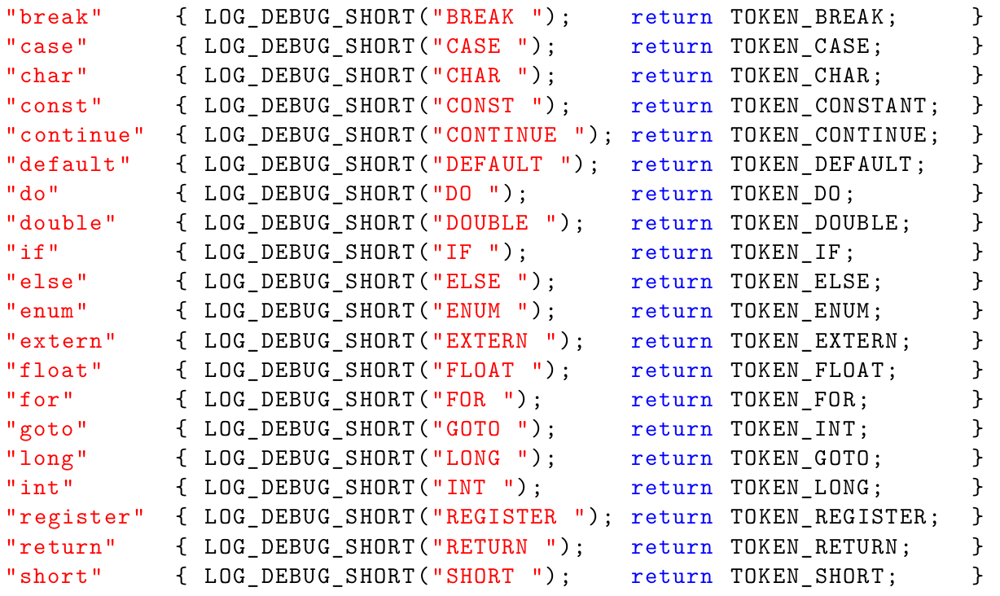 "break"      { LOG_DEBUG_SHORT("BREAK ");    return TOKEN_BREAK;     }
"case"       { LOG_DEBUG_SHORT("CASE ");     return TOKEN_CASE;      }
"char"       { LOG_DEBUG_SHORT("CHAR ");     return TOKEN_CHAR;      }
"const"      { LOG_DEBUG_SHORT("CONST ");    return TOKEN_CONSTANT;  }
"continue"   { LOG_DEBUG_SHORT("CONTINUE "); return TOKEN_CONTINUE;  }
"default"    { LOG_DEBUG_SHORT("DEFAULT ");  return TOKEN_DEFAULT;   }
"do"         { LOG_DEBUG_SHORT("DO ");       return TOKEN_DO;        }
"double"     { LOG_DEBUG_SHORT("DOUBLE ");   return TOKEN_DOUBLE;    }
"if"         { LOG_DEBUG_SHORT("IF ");       return TOKEN_IF;        }
"else"       { LOG_DEBUG_SHORT("ELSE ");     return TOKEN_ELSE;      }
"enum"       { LOG_DEBUG_SHORT("ENUM ");     return TOKEN_ENUM;      }
"extern"     { LOG_DEBUG_SHORT("EXTERN ");   return TOKEN_EXTERN;    }
"float"      { LOG_DEBUG_SHORT("FLOAT ");    return TOKEN_FLOAT;     }
"for"        { LOG_DEBUG_SHORT("FOR ");      return TOKEN_FOR;       }
"goto"       { LOG_DEBUG_SHORT("GOTO ");     return TOKEN_INT;       }
"long"       { LOG_DEBUG_SHORT("LONG ");     return TOKEN_GOTO;      }
"int"        { LOG_DEBUG_SHORT("INT ");      return TOKEN_LONG;      }
"register"   { LOG_DEBUG_SHORT("REGISTER "); return TOKEN_REGISTER;  }
"return"     { LOG_DEBUG_SHORT("RETURN ");   return TOKEN_RETURN;    }
"short"      { LOG_DEBUG_SHORT("SHORT ");    return TOKEN_SHORT;     }